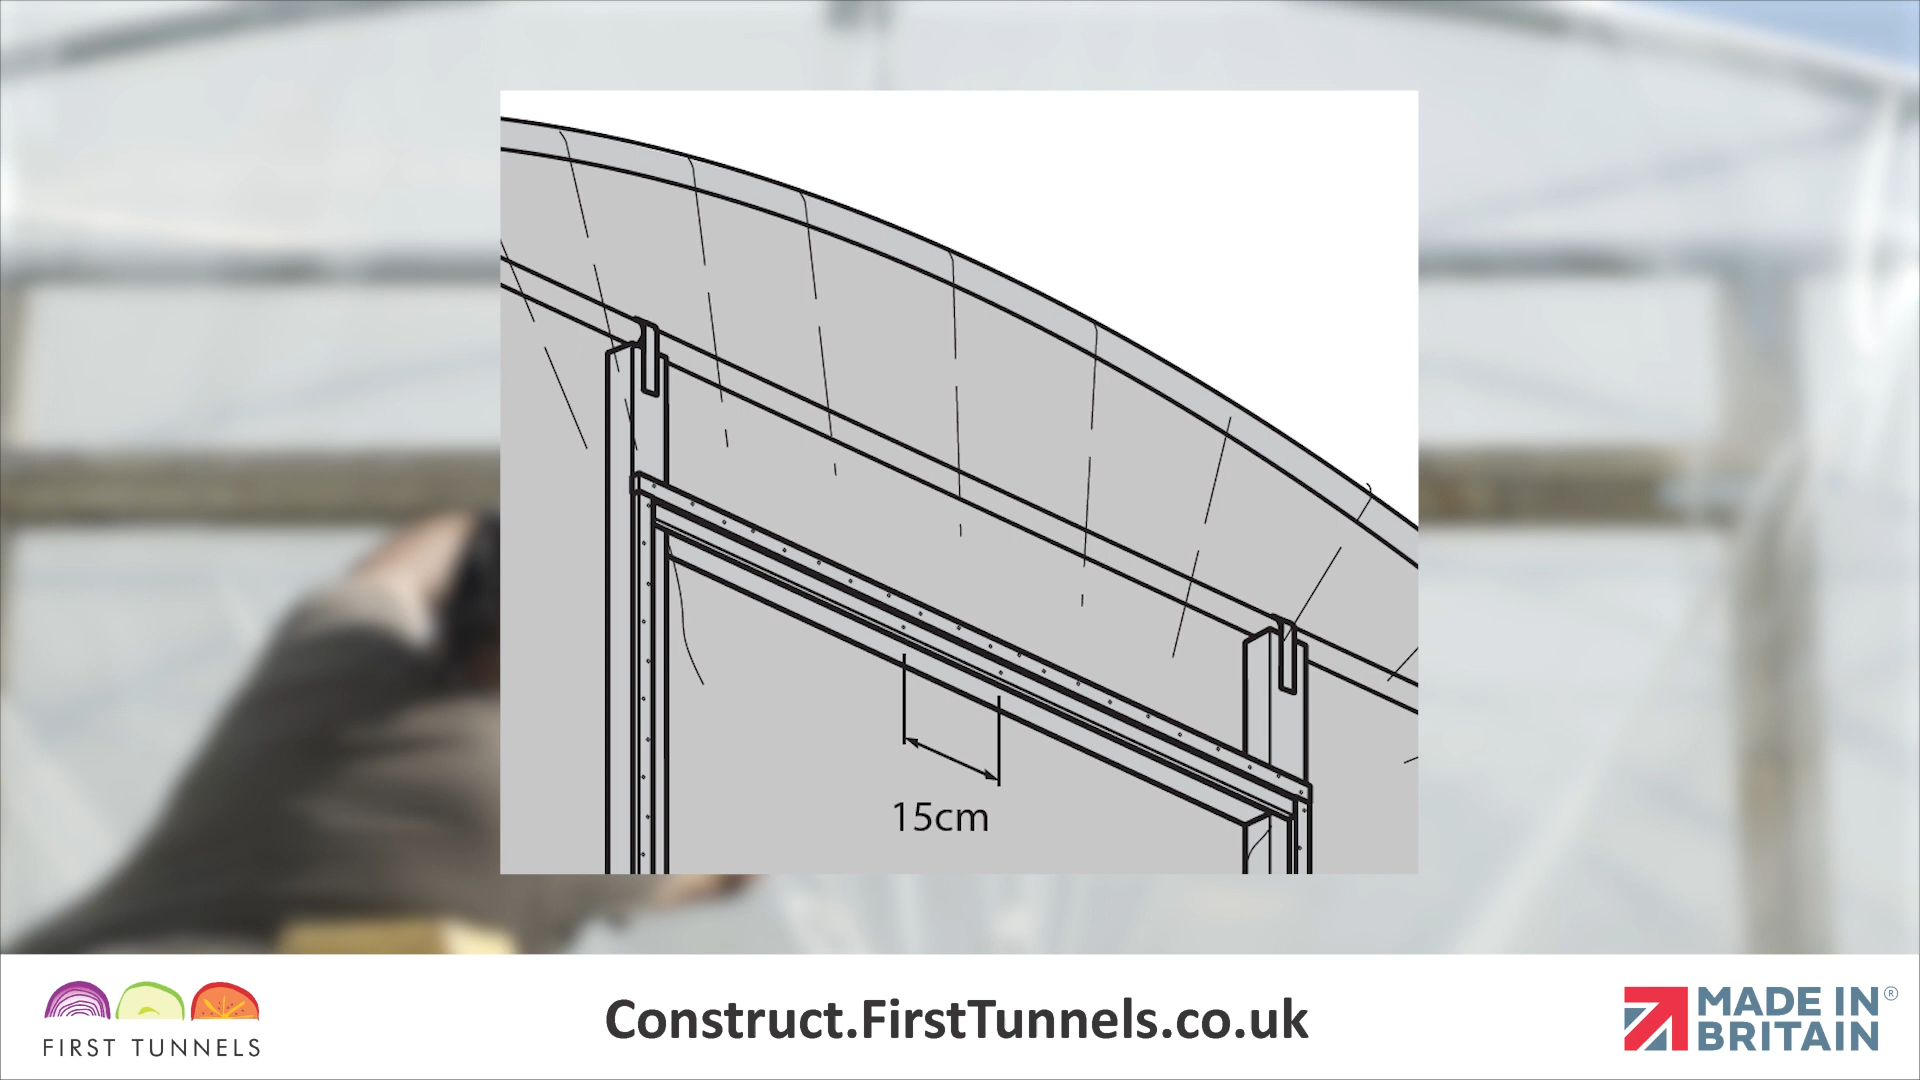 15cm
FIRST TUNNELS
Construct.FirstTunnels.co.uk
MADE IN ®
BRITAIN